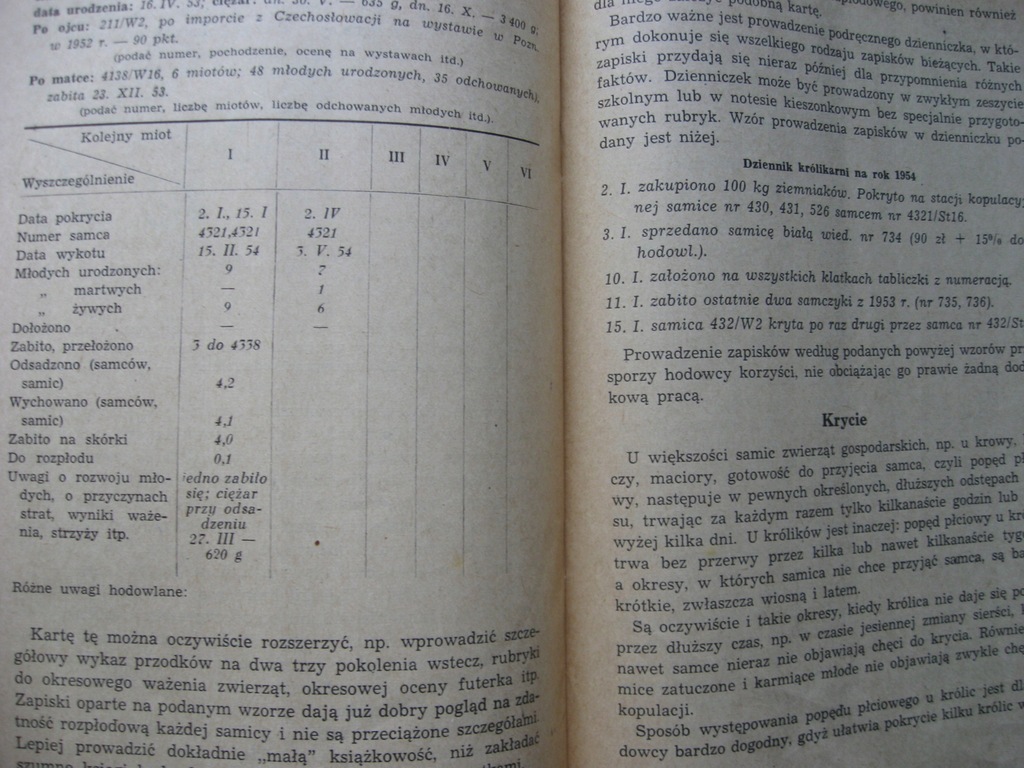 data urodzenia: 16. IV. 53; ciężar: dn. 30. V. — 635 g, dn. 16. X. — 3 400 g;
Po ojcu: 211/W2, po imporcie z Czechosłowacji na wystawie w Pozn.
w 1952 r. — 90 pkt.
(podać numer, pochodzenie, ocenę na wystawach itd.)
Po matce: 4138/W16, 6 miotów; 48 młodych urodzonych, 35 odchowanych;
zabita 23. XII. 53.
(podać numer, liczbę miotów, liczbę odchowanych młodych itd.).
Kolejny miot
Wyszczególnienie
I II III IV V VI
Data pokrycia 2. I., 15. I 2. IV
Numer samca 4321,4321 4321
Data wykotu 15. II. 54 3. V. 54
Młodych urodzonych: 9 7
„ martwych — 1
„ żywych 9 6
Dołożono — —
Zabito, przełożono 3 do 4338
Odsadzono (samców,
samic) 4,2
Wychowano (samców,
samic) 4,1
Zabito na skórki 4,0
Do rozpłodu 0,1
Uwagi o rozwoju mło- jedno zabiło
dych, o przyczynach się; ciężar
strat, wyniki waże- przy odsa-
nia, strzyży itp. dzeniu
27. III —
620 g
Różne uwagi hodowlane:
Kartę tę można oczywiście rozszerzyć, np. wprowadzić szcze-
gółowy wykaz przodków na dwa trzy pokolenia wstecz, rubryki
do okresowego ważenia zwierząt, okresowej oceny futerka itp.
Zapiski oparte na podanym wzorze dają już dobry pogląd na zda-
tność rozpłodową każdej samicy i nie są przeciążone szczegółami.
Lepiej prowadzić dokładnie „małą” książkowość, niż zakładać
powinien również
podobną kartę.
Bardzo ważne jest prowadzenie podręcznego dzienniczka, w któ-
rym dokonuje się wszelkiego rodzaju zapisków bieżących. Takie
zapiski przydają się nieraz później dla przypomnienia różnych
faktów. Dzienniczek może być prowadzony w zwykłym zeszycie
szkolnym lub w notesie kieszonkowym bez specjalnie przygoto-
wanych rubryk. Wzór prowadzenia zapisków w dzienniczku po-
dany jest niżej.
Dziennik królikarni na rok 1954
2. I. zakupiono 100 kg ziemniaków. Pokryto na stacji kopulacyj
nej samice nr 430, 431, 526 samcem nr 4321/St16.
3. I. sprzedano samicę białą wied. nr 734 (90 zł + 15% do
hodowl.).
10. I. założono na wszystkich klatkach tabliczki z numeracją.
11. I. zabito ostatnie dwa samczyki z 1953 r. (nr 735, 736).
15. I. samica 432/W2 kryta po raz drugi przez samca nr 432/St
Prowadzenie zapisków według podanych powyżej wzorów pr
sporzy hodowcy korzyści, nie obciążając go prawie żadną dod
kową pracą.
Krycie
U większości samic zwierząt gospodarskich, np. u krowy,
czy, maciory, gotowość do przyjęcia samca, czyli popęd pł
wy, następuje w pewnych określonych, dłuższych odstępach
su, trwając za każdym razem tylko kilkanaście godzin lub
wyżej kilka dni. U królików jest inaczej: popęd płciowy u kr
trwa bez przerwy przez kilka lub nawet kilkanaście tyg
a okresy, w których samica nie chce przyjąć samca, są ba
krótkie, zwłaszcza wiosną i latem.
Są oczywiście i takie okresy, kiedy królica nie daje się po
przez dłuższy czas, np. w czasie jesiennej zmiany sierści,
nawet samce nieraz nie objawiają chęci do krycia. Równie
mice zatuczone i karmiące młode nie objawiają zwykle chę
kopulacji.
Sposób występowania popędu płciowego u królic jest dl
dowcy bardzo dogodny, gdyż ułatwia pokrycie kilku królic w